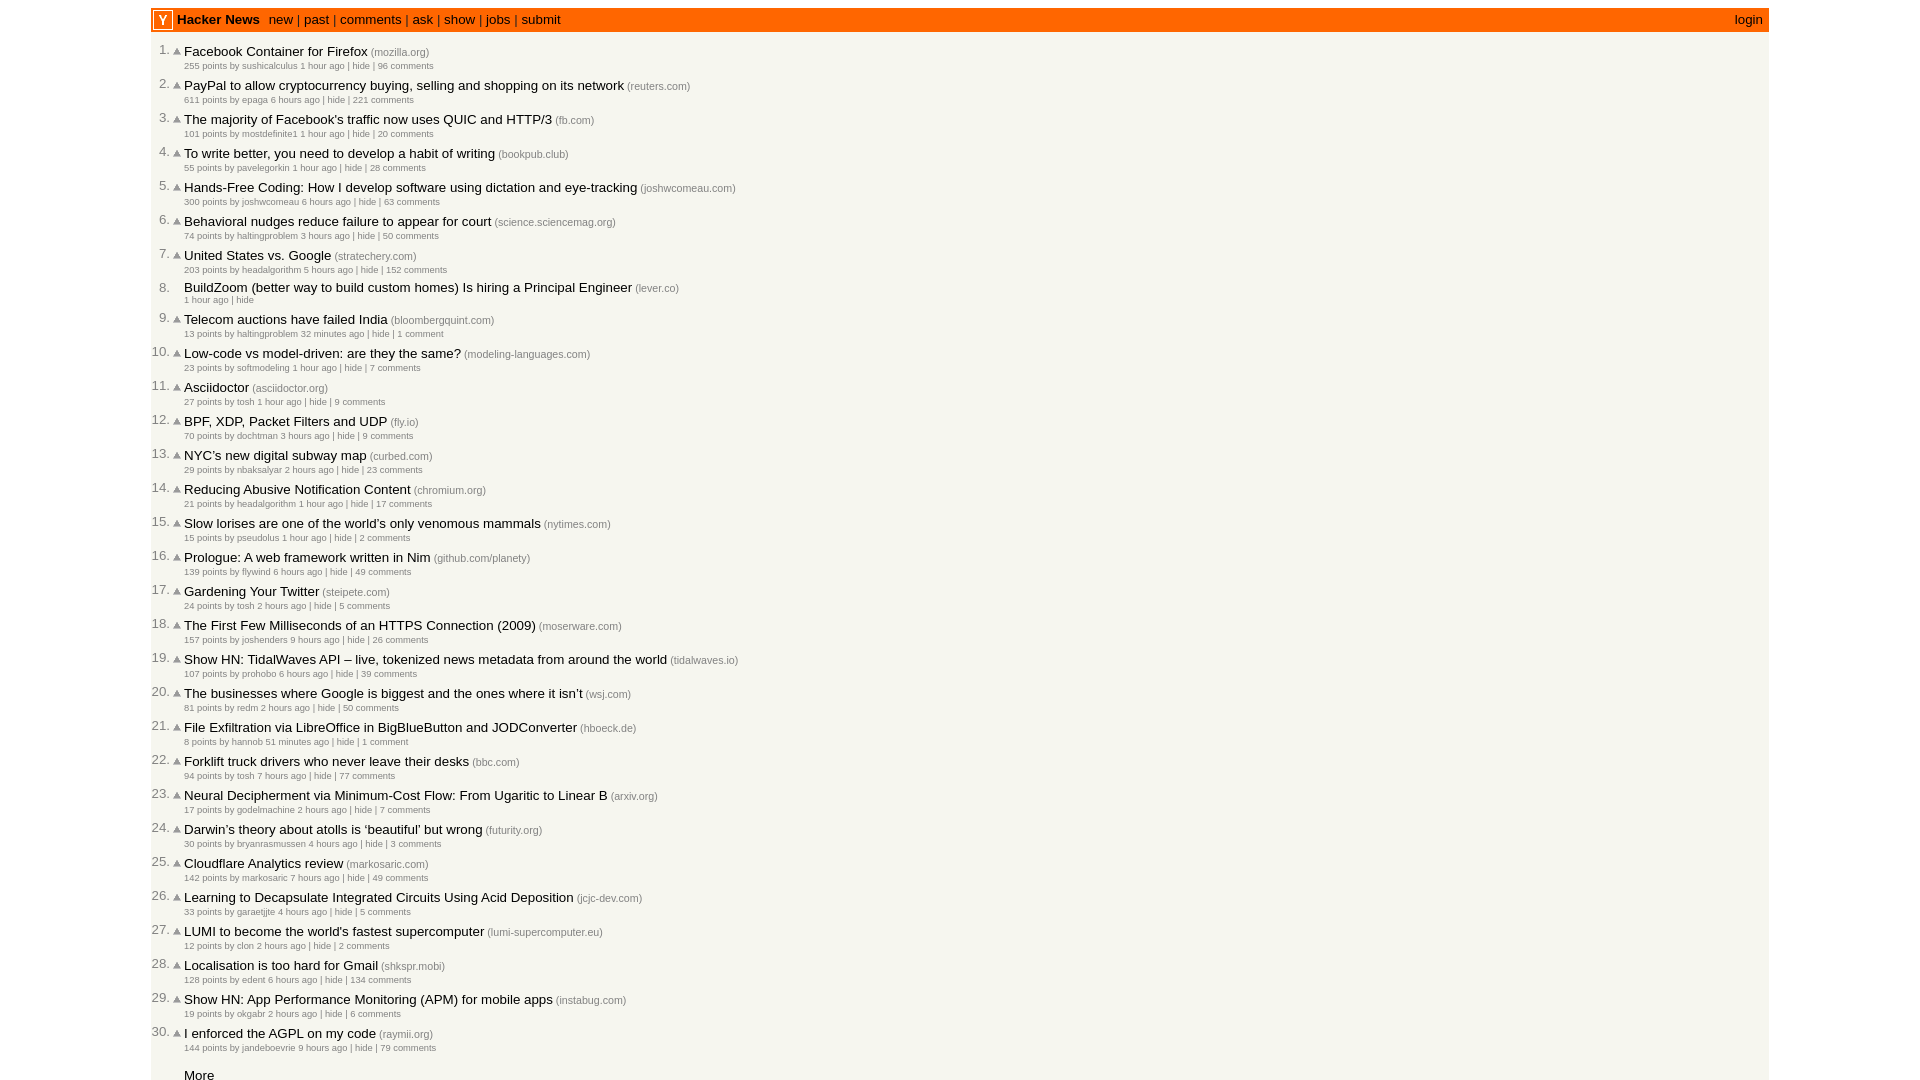 Y Hacker News new | past | comments | ask | show | jobs | submit login
1. Facebook Container for Firefox (mozilla.org)
255 points by sushicalculus 1 hour ago | hide | 96 comments
2. PayPal to allow cryptocurrency buying, selling and shopping on its network (reuters.com)
611 points by epaga 6 hours ago | hide | 221 comments
3. The majority of Facebook's traffic now uses QUIC and HTTP/3 (fb.com)
101 points by mostdefinite1 1 hour ago | hide | 20 comments
4. To write better, you need to develop a habit of writing (bookpub.club)
55 points by pavelegorkin 1 hour ago | hide | 28 comments
5. Hands-Free Coding: How I develop software using dictation and eye-tracking (joshwcomeau.com)
300 points by joshwcomeau 6 hours ago | hide | 63 comments
6. Behavioral nudges reduce failure to appear for court (science.sciencemag.org)
74 points by haltingproblem 3 hours ago | hide | 50 comments
7. United States vs. Google (stratechery.com)
203 points by headalgorithm 5 hours ago | hide | 152 comments
8. BuildZoom (better way to build custom homes) Is hiring a Principal Engineer (lever.co)
1 hour ago | hide
9. Telecom auctions have failed India (bloombergquint.com)
13 points by haltingproblem 32 minutes ago | hide | 1 comment
10. Low-code vs model-driven: are they the same? (modeling-languages.com)
23 points by softmodeling 1 hour ago | hide | 7 comments
11. Asciidoctor (asciidoctor.org)
27 points by tosh 1 hour ago | hide | 9 comments
12. BPF, XDP, Packet Filters and UDP (fly.io)
70 points by dochtman 3 hours ago | hide | 9 comments
13. NYC’s new digital subway map (curbed.com)
29 points by nbaksalyar 2 hours ago | hide | 23 comments
14. Reducing Abusive Notification Content (chromium.org)
21 points by headalgorithm 1 hour ago | hide | 17 comments
15. Slow lorises are one of the world’s only venomous mammals (nytimes.com)
15 points by pseudolus 1 hour ago | hide | 2 comments
16. Prologue: A web framework written in Nim (github.com/planety)
139 points by flywind 6 hours ago | hide | 49 comments
17. Gardening Your Twitter (steipete.com)
24 points by tosh 2 hours ago | hide | 5 comments
18. The First Few Milliseconds of an HTTPS Connection (2009) (moserware.com)
157 points by joshenders 9 hours ago | hide | 26 comments
19. Show HN: TidalWaves API – live, tokenized news metadata from around the world (tidalwaves.io)
107 points by prohobo 6 hours ago | hide | 39 comments
20. The businesses where Google is biggest and the ones where it isn’t (wsj.com)
81 points by redm 2 hours ago | hide | 50 comments
21. File Exfiltration via LibreOffice in BigBlueButton and JODConverter (hboeck.de)
8 points by hannob 51 minutes ago | hide | 1 comment
22. Forklift truck drivers who never leave their desks (bbc.com)
94 points by tosh 7 hours ago | hide | 77 comments
23. Neural Decipherment via Minimum-Cost Flow: From Ugaritic to Linear B (arxiv.org)
17 points by godelmachine 2 hours ago | hide | 7 comments
24. Darwin’s theory about atolls is ‘beautiful’ but wrong (futurity.org)
30 points by bryanrasmussen 4 hours ago | hide | 3 comments
25. Cloudflare Analytics review (markosaric.com)
142 points by markosaric 7 hours ago | hide | 49 comments
26. Learning to Decapsulate Integrated Circuits Using Acid Deposition (jcjc-dev.com)
33 points by garaetjjte 4 hours ago | hide | 5 comments
27. LUMI to become the world's fastest supercomputer (lumi-supercomputer.eu)
12 points by clon 2 hours ago | hide | 2 comments
28. Localisation is too hard for Gmail (shkspr.mobi)
128 points by edent 6 hours ago | hide | 134 comments
29. Show HN: App Performance Monitoring (APM) for mobile apps (instabug.com)
19 points by okgabr 2 hours ago | hide | 6 comments
30. I enforced the AGPL on my code (raymii.org)
144 points by jandeboevrie 9 hours ago | hide | 79 comments
More